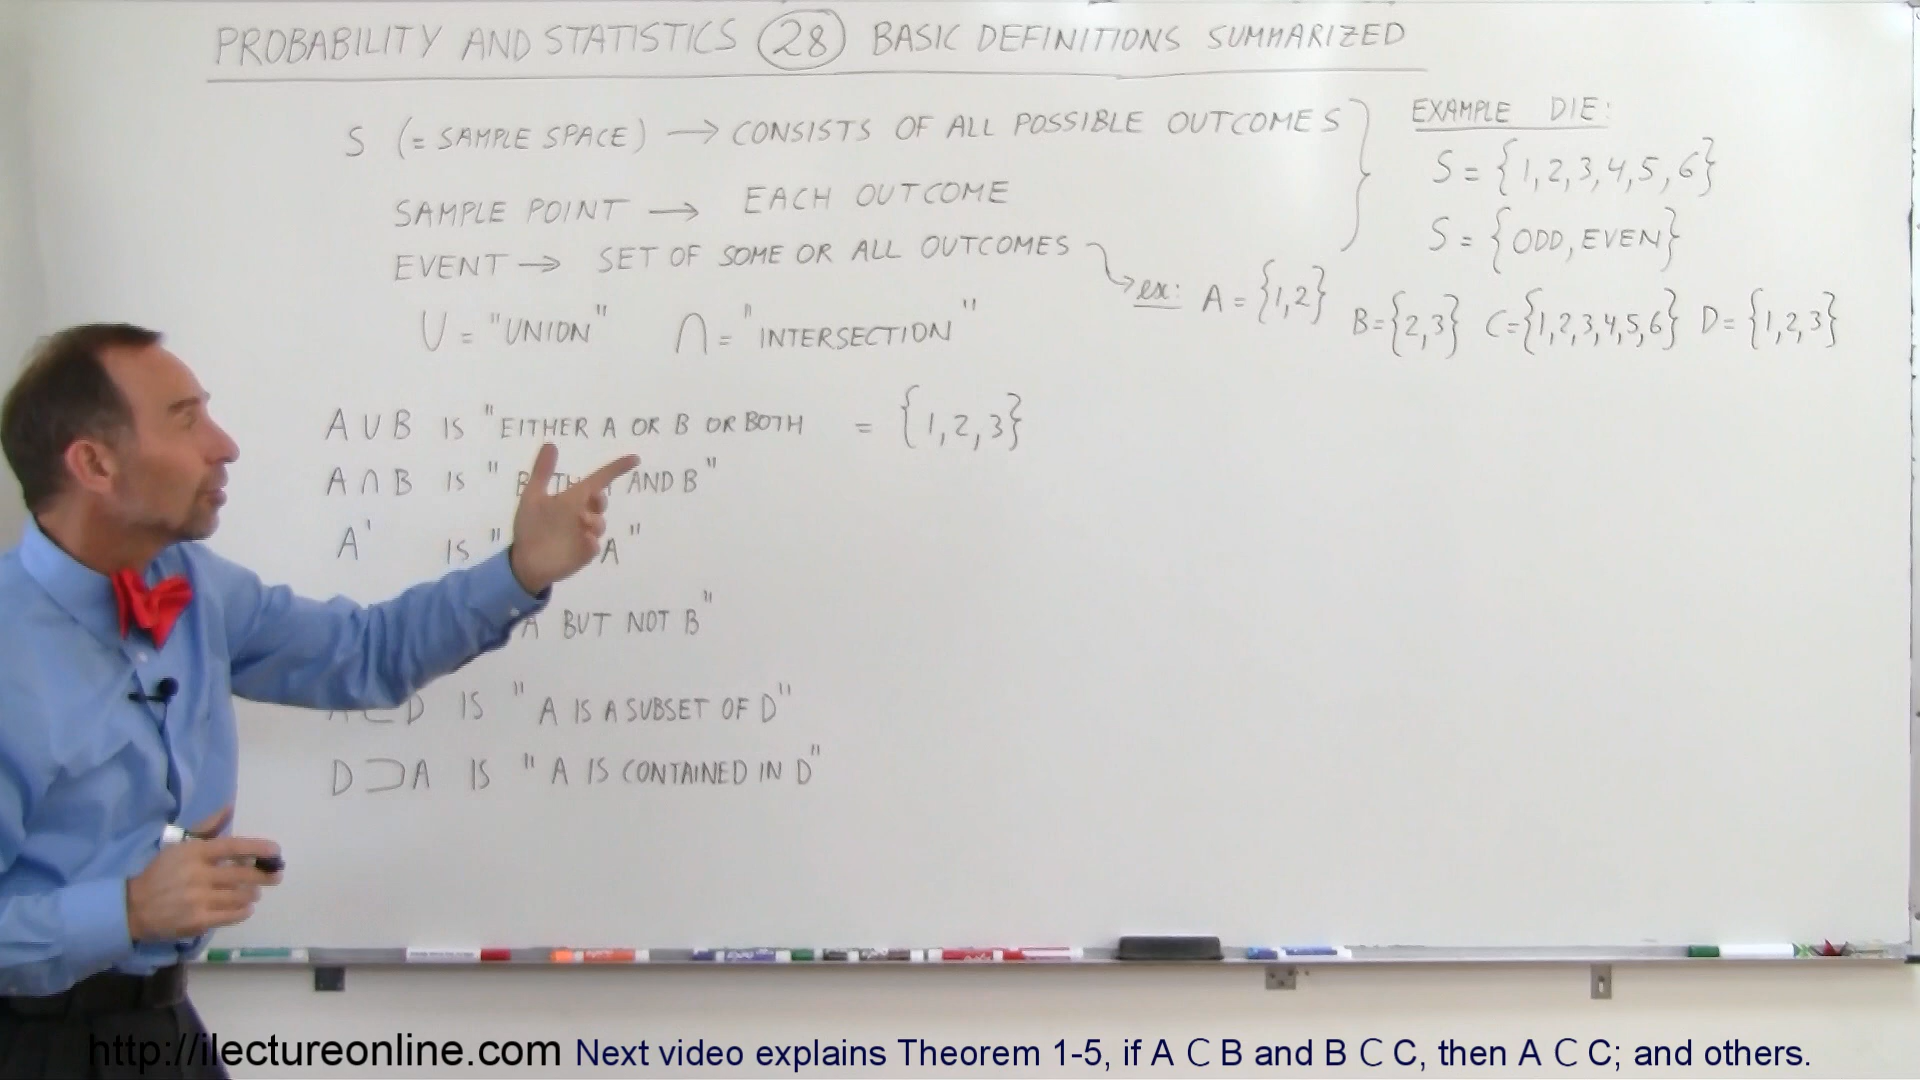 PROBABILITY AND STATISTICS 28 BASIC DEFINITIONS SUMMARIZED
S (= SAMPLE SPACE) → CONSISTS OF ALL POSSIBLE OUTCOMES
EXAMPLE DIE:
S = {1,2,3,4,5,6}
SAMPLE POINT → EACH OUTCOME
S = {ODD, EVEN}
EVENT → SET OF SOME OR ALL OUTCOMES
ex: A = {1,2} B={2,3} C={1,2,3,4,5,6} D={1,2,3}
U = "UNION" ∩ = "INTERSECTION"
A ∪ B IS "EITHER A OR B OR BOTH = {1,2,3}
A ∩ B IS " AND B"
A' IS " A"
A BUT NOT B"
D IS "A IS A SUBSET OF D"
D ⊃ A IS "A IS CONTAINED IN D"
http://ilectureonline.com Next video explains Theorem 1-5, if A ⊂ B and B ⊂ C, then A ⊂ C; and others.